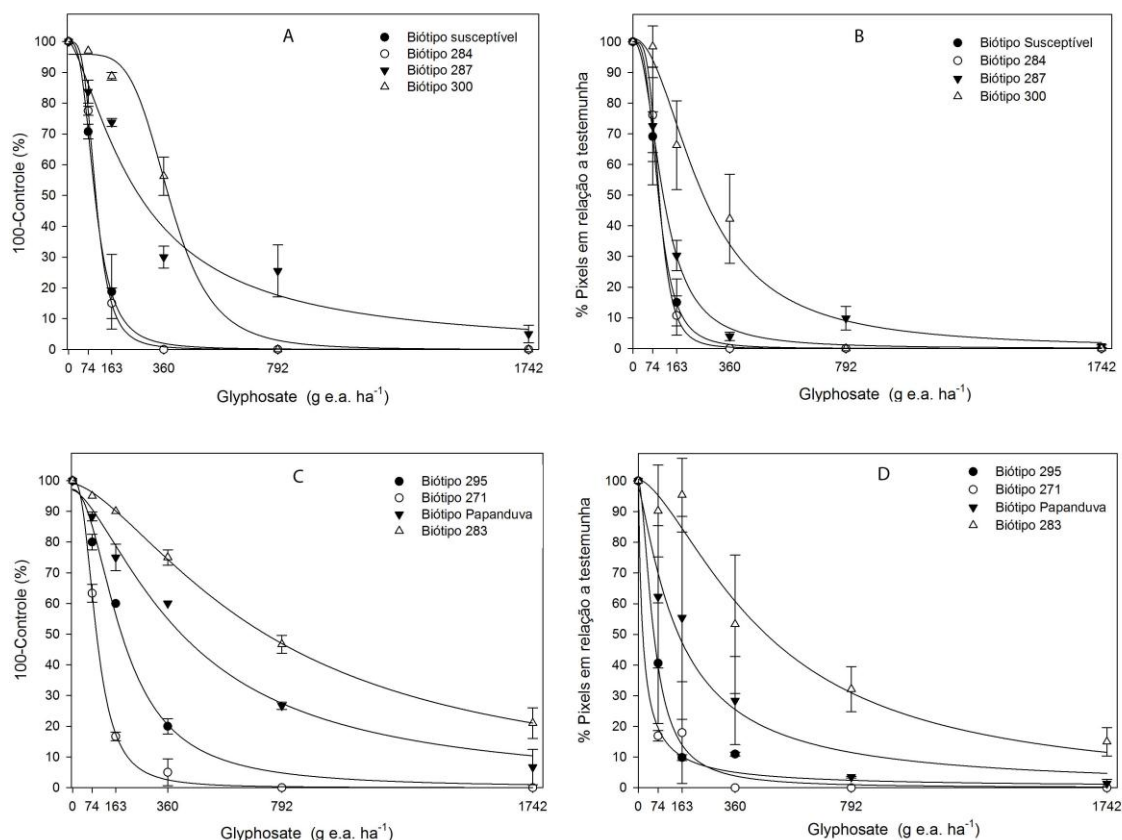 A
Biótipo susceptível
Biótipo 284
Biótipo 287
Biótipo 300
100-Controle (%)
100
90
80
70
60
50
40
30
20
10
0
0 74 163 360 792 1742
Glyphosate (g e.a. ha-1)
B
Biótipo Susceptível
Biótipo 284
Biótipo 287
Biótipo 300
% Pixels em relação a testemunha
100
90
80
70
60
50
40
30
20
10
0
0 74 163 360 792 1742
Glyphosate (g e.a. ha-1)
C
Biótipo 295
Biótipo 271
Biótipo Papanduva
Biótipo 283
100-Controle (%)
100
90
80
70
60
50
40
30
20
10
0
0 74 163 360 792 1742
Glyphosate (g e.a. ha-1)
D
Biótipo 295
Biótipo 271
Biótipo Papanduva
Biótipo 283
% Pixels em relação a testemunha
100
90
80
70
60
50
40
30
20
10
0
0 74 163 360 792 1742
Glyphosate (g e.a. ha-1)